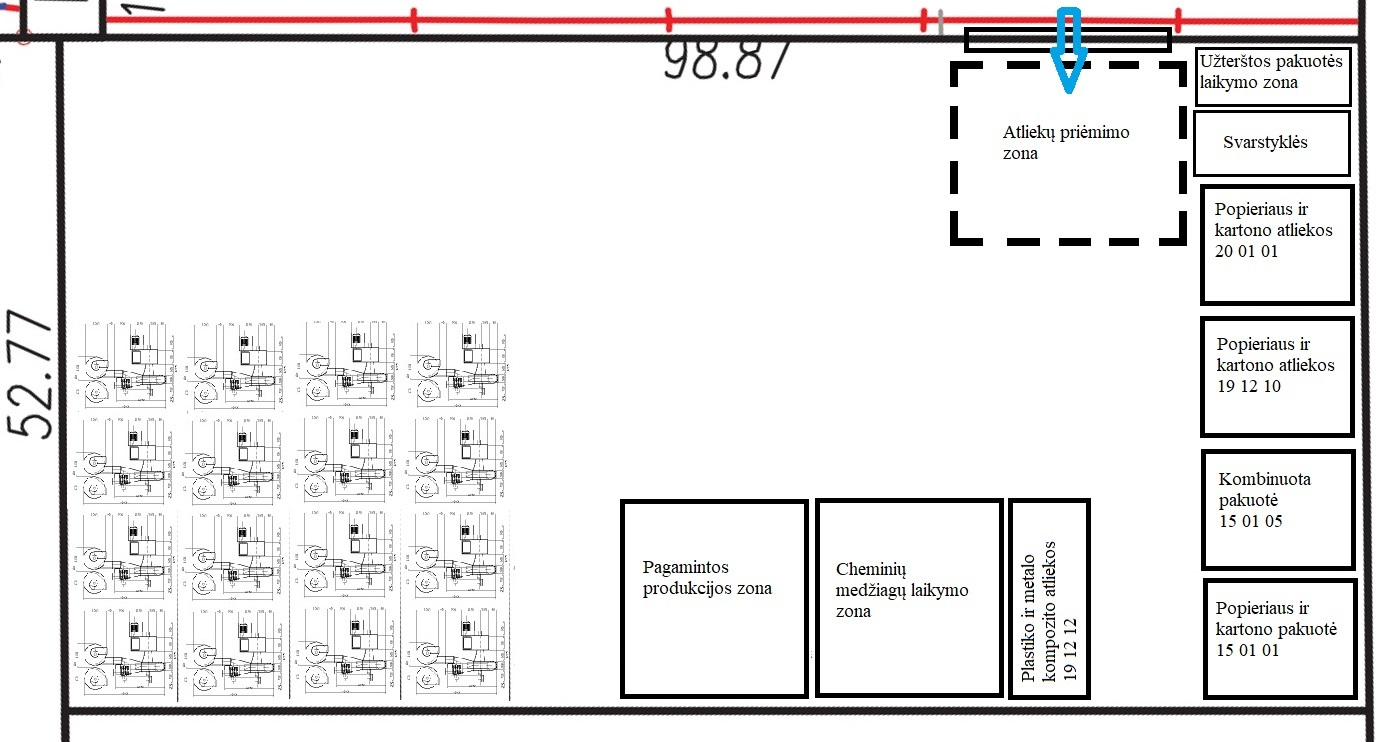 1
98.87
52.77
Užterštos pakuotės
laikymo zona
Atliekų priėmimo
zona
Svarstyklės
Popieriaus ir
kartono atliekos
20 01 01
Popieriaus ir
kartono atliekos
19 12 10
Kombinuota
pakuotė
15 01 05
Popieriaus ir
kartono pakuotė
15 01 01
Pagamintos
produkcijos zona
Cheminių
medžiagų laikymo
zona
Plastiko ir metalo
kompozito atliekos
19 12 12